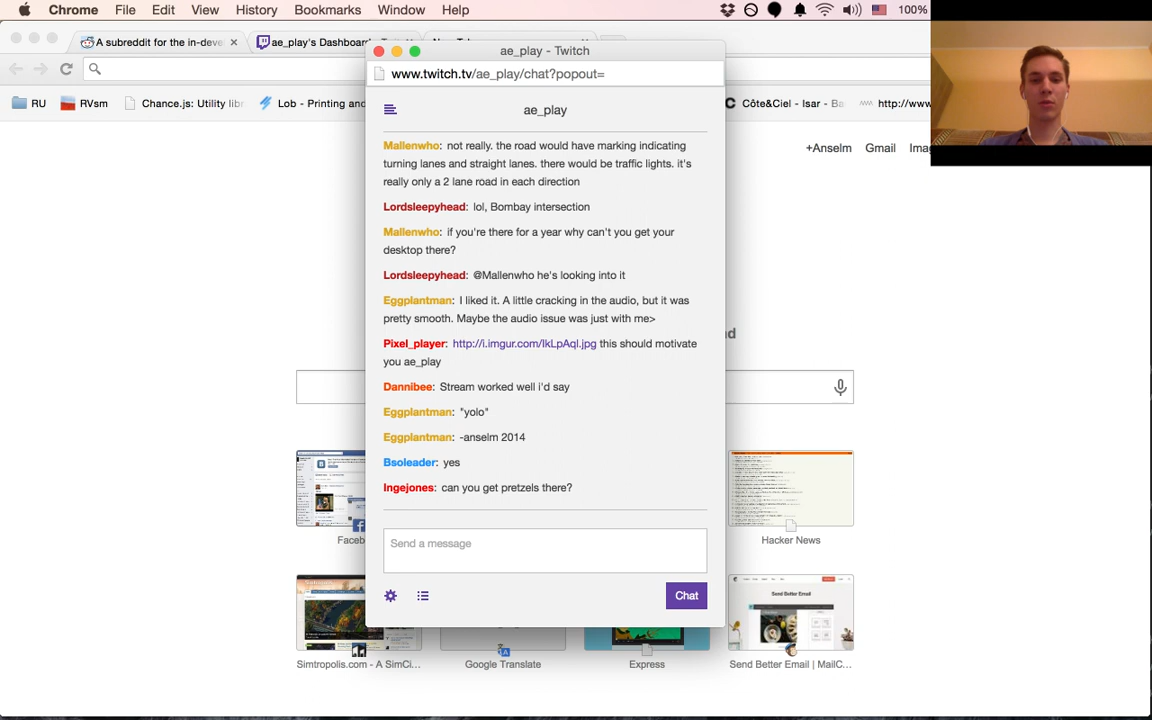 Chrome File Edit View History Bookmarks Window Help 100%
A subreddit for the in-deve
ae_play's Dashboard
ae_play - Twitch
www.twitch.tv/ae_play/chat?popout=
RU RVsm Chance.js: Utility libr Lob - Printing and Côte&Ciel - Isar - Ba http://www
ae_play
+Anselm Gmail Imag
Mallenwho: not really. the road would have marking indicating
turning lanes and straight lanes. there would be traffic lights. it's
really only a 2 lane road in each direction
Lordsleepyhead: lol, Bombay intersection
Mallenwho: if you're there for a year why can't you get your
desktop there?
Lordsleepyhead: @Mallenwho he's looking into it
Eggplantman: I liked it. A little cracking in the audio, but it was
pretty smooth. Maybe the audio issue was just with me>
Pixel_player: http://i.imgur.com/IkLpAql.jpg this should motivate
you ae_play
Dannibee: Stream worked well i'd say
Eggplantman: "yolo"
Eggplantman: -anselm 2014
Bsoleader: yes
Ingejones: can you get pretzels there?
Send a message
Chat
Faceb
Hacker News
Send Better Email
Simtropolis.com - A SimCi...
Google Translate
Express
Send Better Email | MailC...